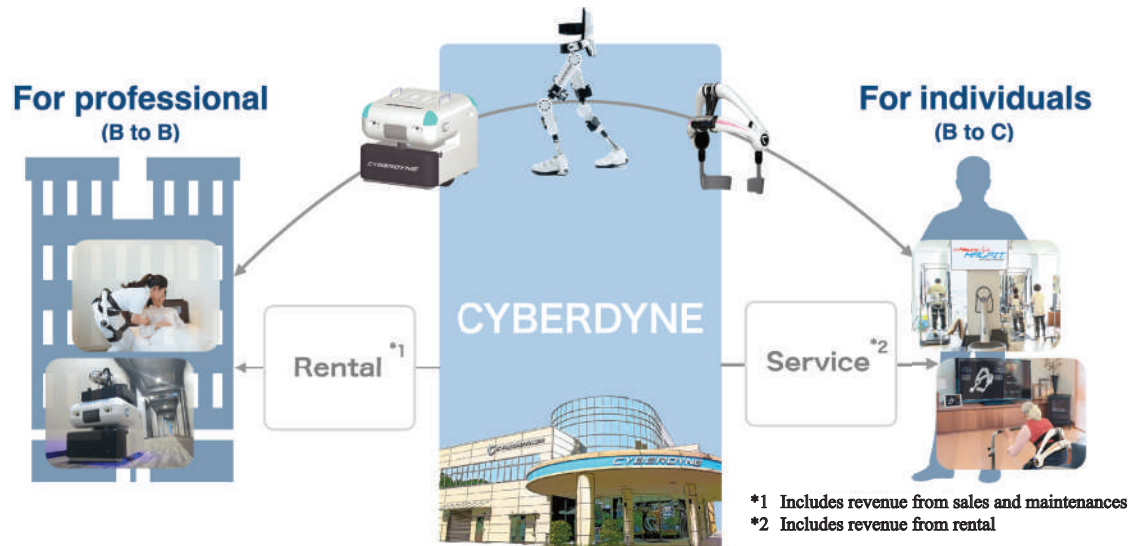 For professional
(B to B)
For individuals
(B to C)
CYBERDYNE
CYBERDYNE
Rental *1
Service *2
HALFIT
CYBERDYNE
*1 Includes revenue from sales and maintenances
*2 Includes revenue from rental